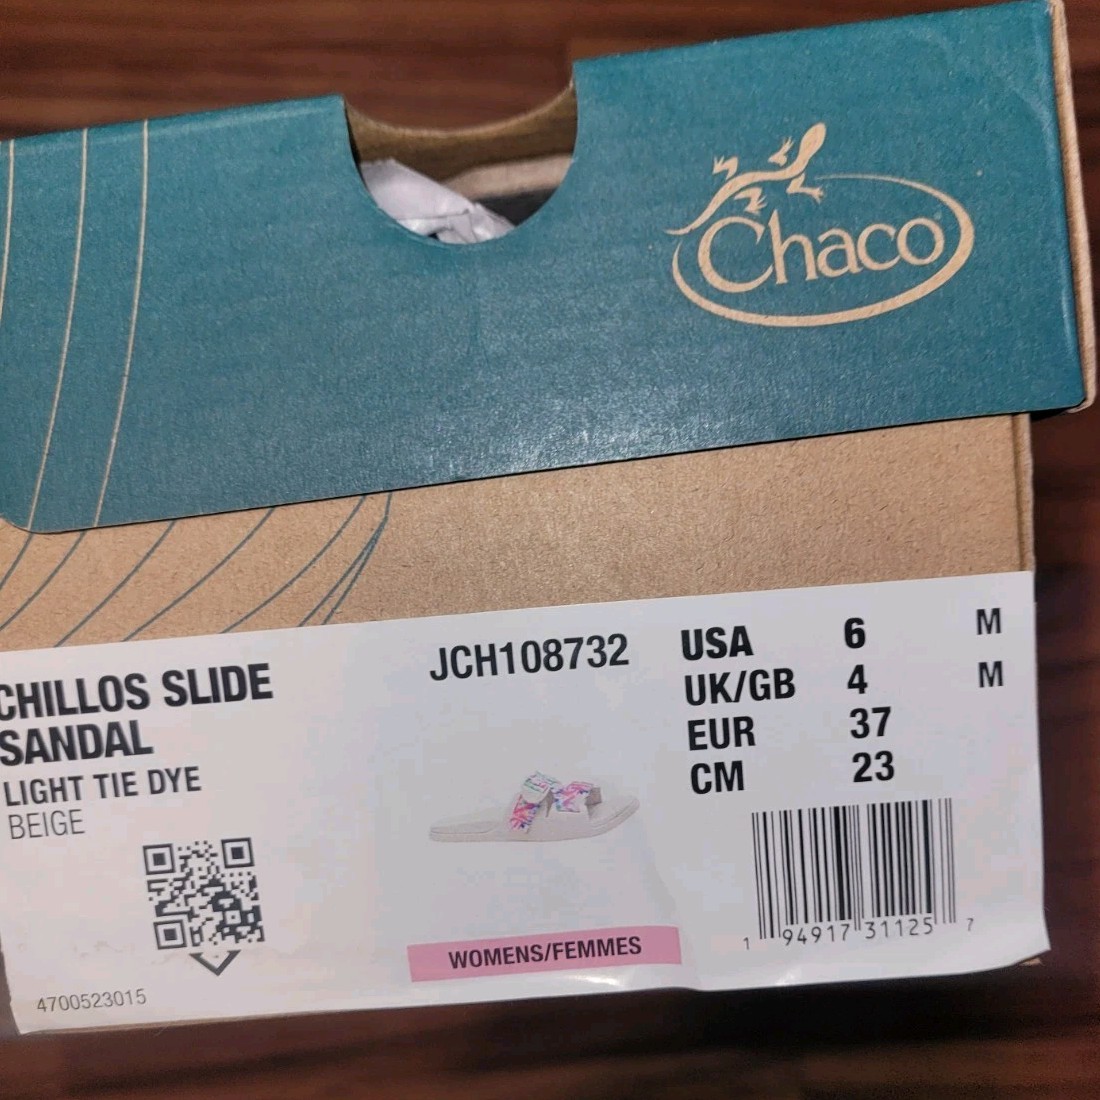 Chaco
CHILLOS SLIDE
SANDAL
LIGHT TIE DYE
BEIGE
4700523015
JCH108732
WOMENS/FEMMES
USA 6 M
UK/GB 4 M
EUR 37
CM 23
1 94917 31125 7